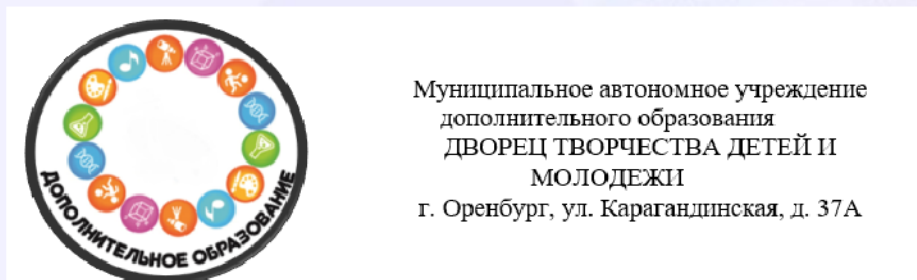 ДОПОЛНИТЕЛЬНОЕ ОБРАЗОВАНИЕ
Муниципальное автономное учреждение
дополнительного образования
ДВОРЕЦ ТВОРЧЕСТВА ДЕТЕЙ И
МОЛОДЕЖИ
г. Оренбург, ул. Карагандинская, д. 37А